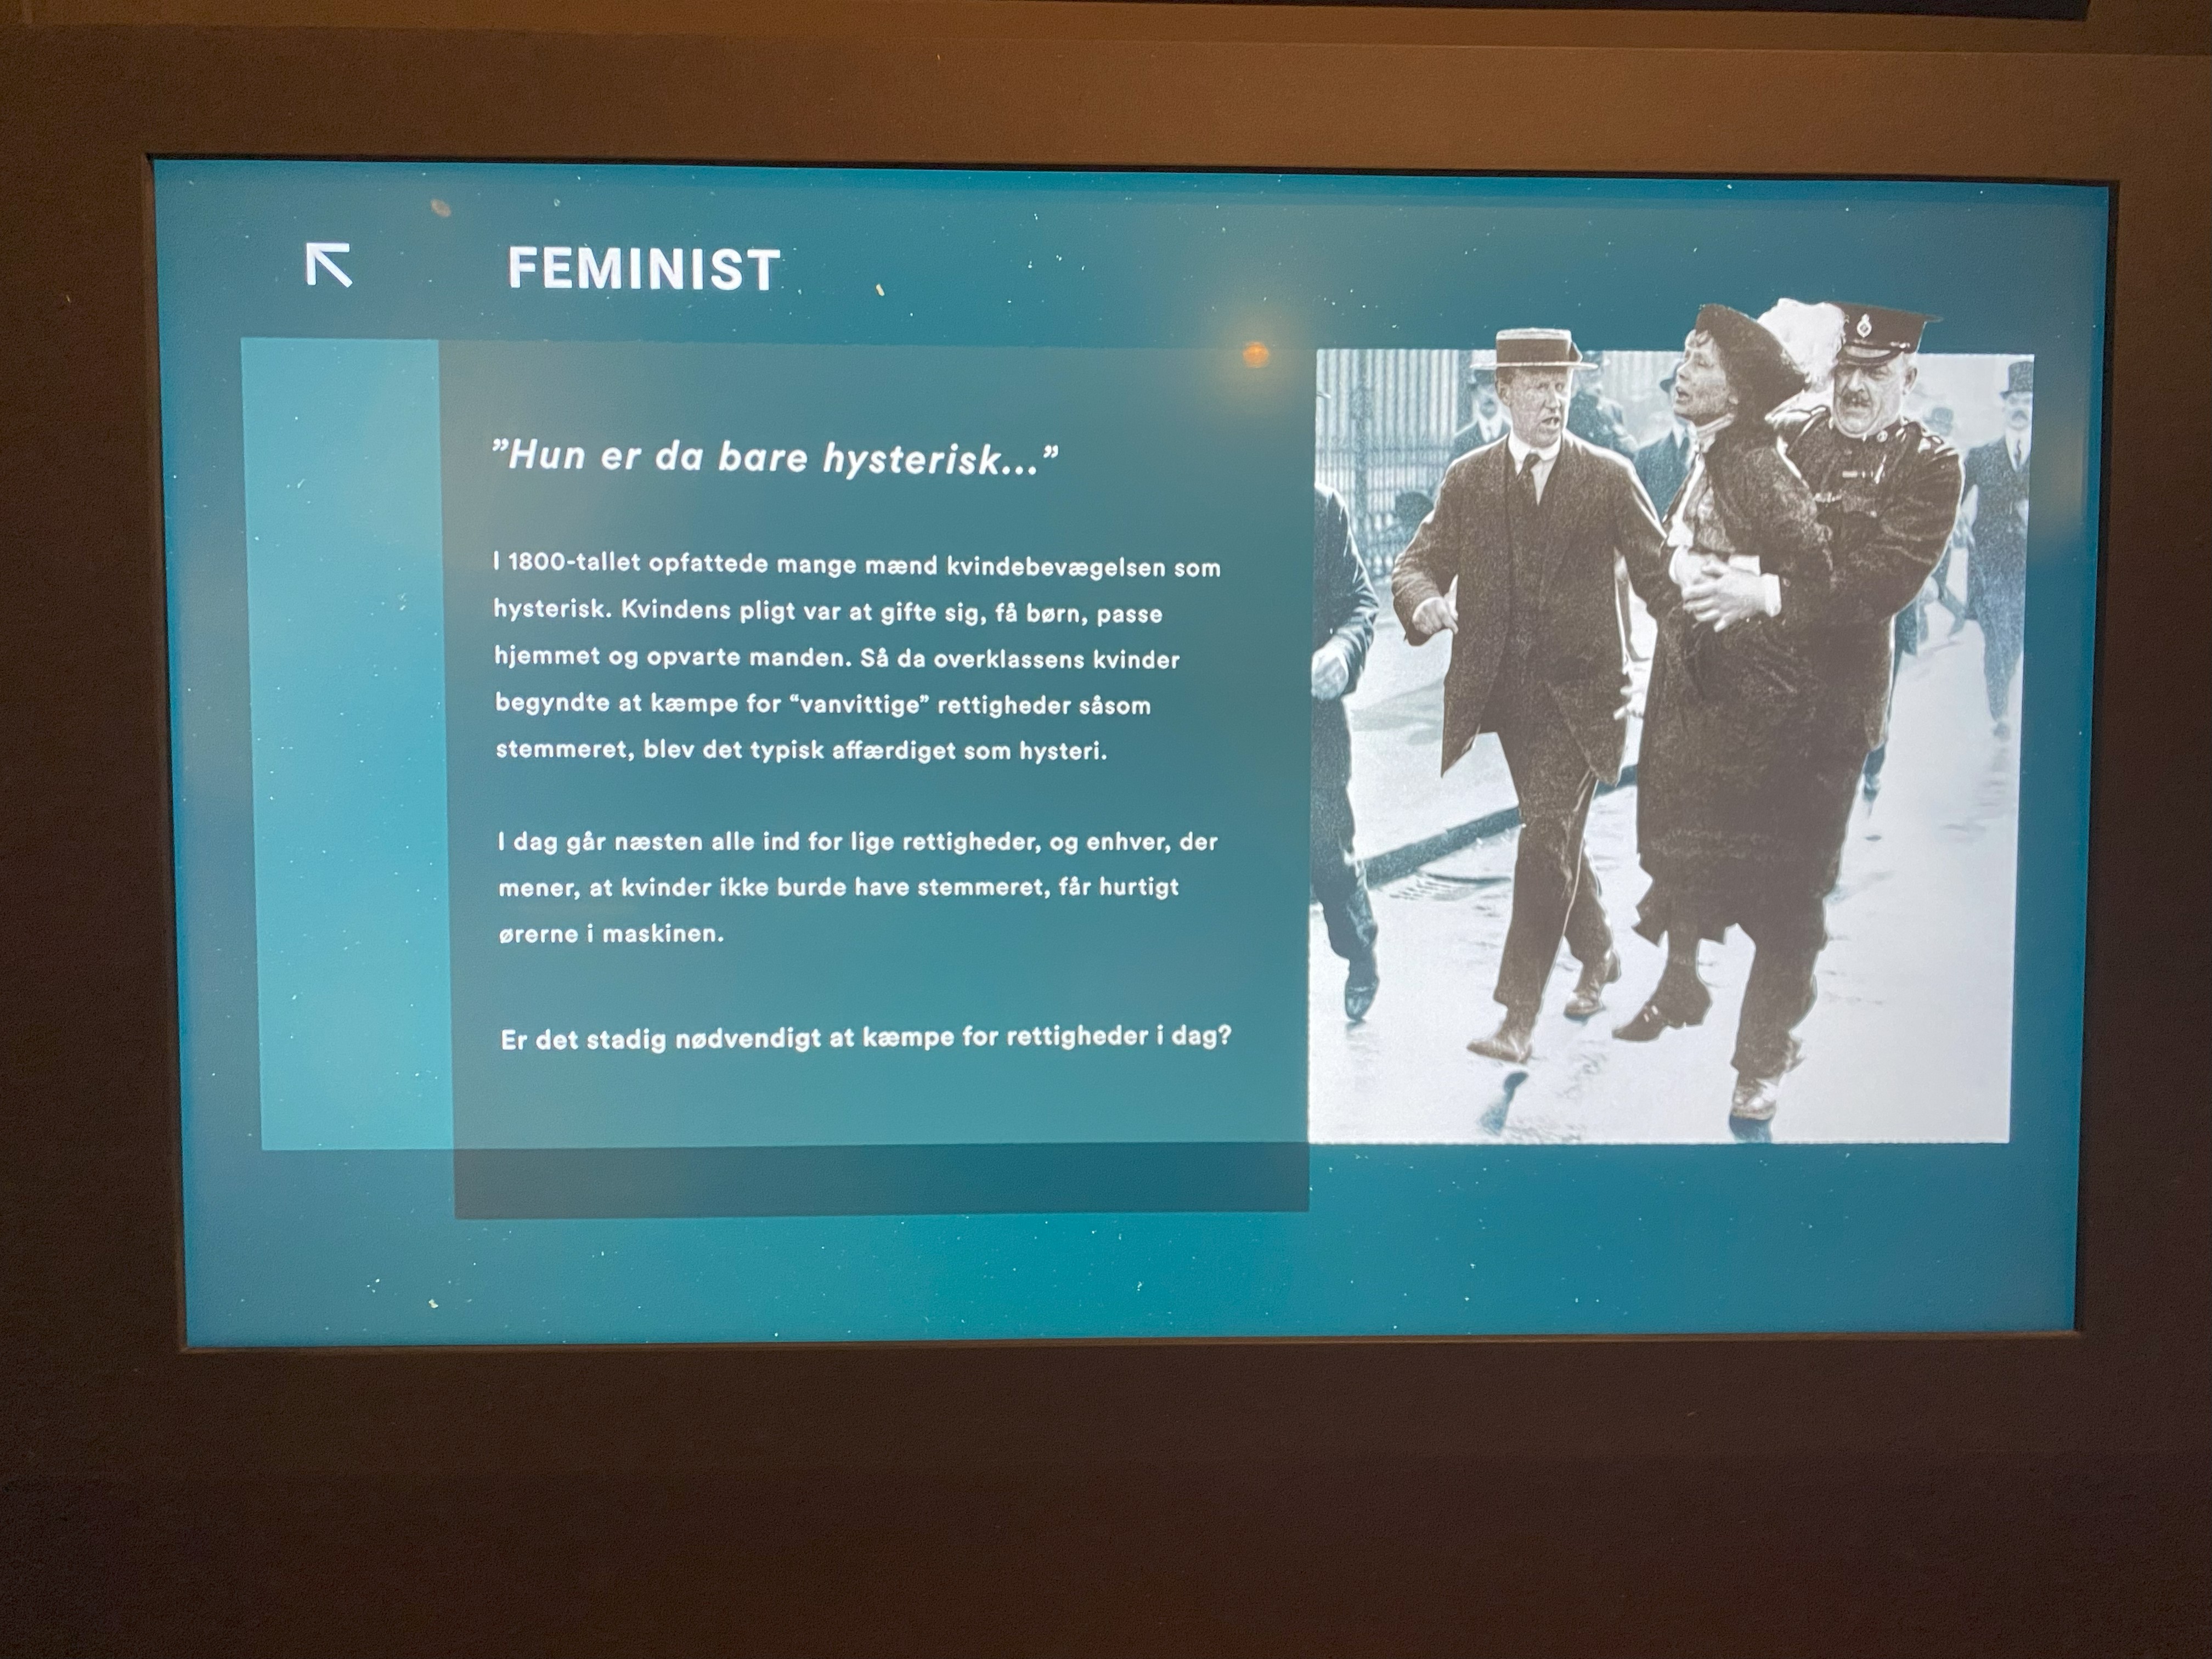 FEMINIST
”Hun er da bare hysterisk...”
I 1800-tallet opfattede mange mænd kvindebevægelsen som
hysterisk. Kvindens pligt var at gifte sig, få børn, passe
hjemmet og opvarte manden. Så da overklassens kvinder
begyndte at kæmpe for “vanvittige” rettigheder såsom
stemmeret, blev det typisk affærdiget som hysteri.
I dag går næsten alle ind for lige rettigheder, og enhver, der
mener, at kvinder ikke burde have stemmeret, får hurtigt
ørerne i maskinen.
Er det stadig nødvendigt at kæmpe for rettigheder i dag?